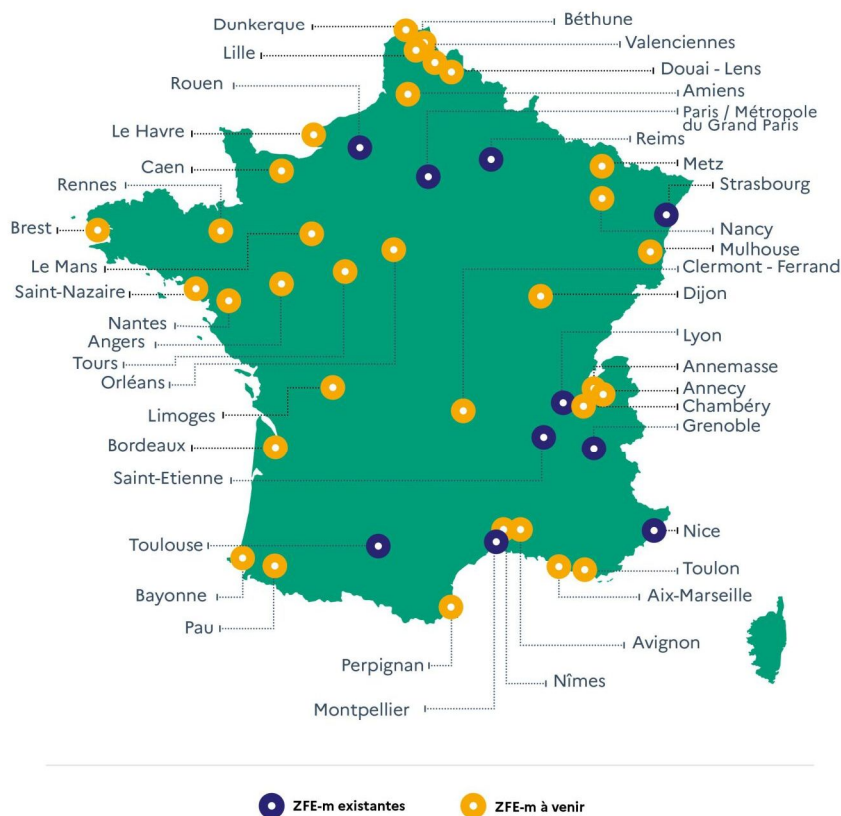 Dunkerque
Béthune
Lille
Valenciennes
Rouen
Douai - Lens
Amiens
Paris / Métropole
du Grand Paris
Le Havre
Reims
Caen
Metz
Rennes
Strasbourg
Brest
Nancy
Mulhouse
Le Mans
Clermont - Ferrand
Saint-Nazaire
Dijon
Nantes
Lyon
Angers
Tours
Annemasse
Orléans
Annecy
Chambéry
Limoges
Grenoble
Bordeaux
Saint-Etienne
Nice
Toulouse
Toulon
Bayonne
Aix-Marseille
Pau
Avignon
Perpignan
Nîmes
Montpellier
ZFE-m existantes
ZFE-m à venir